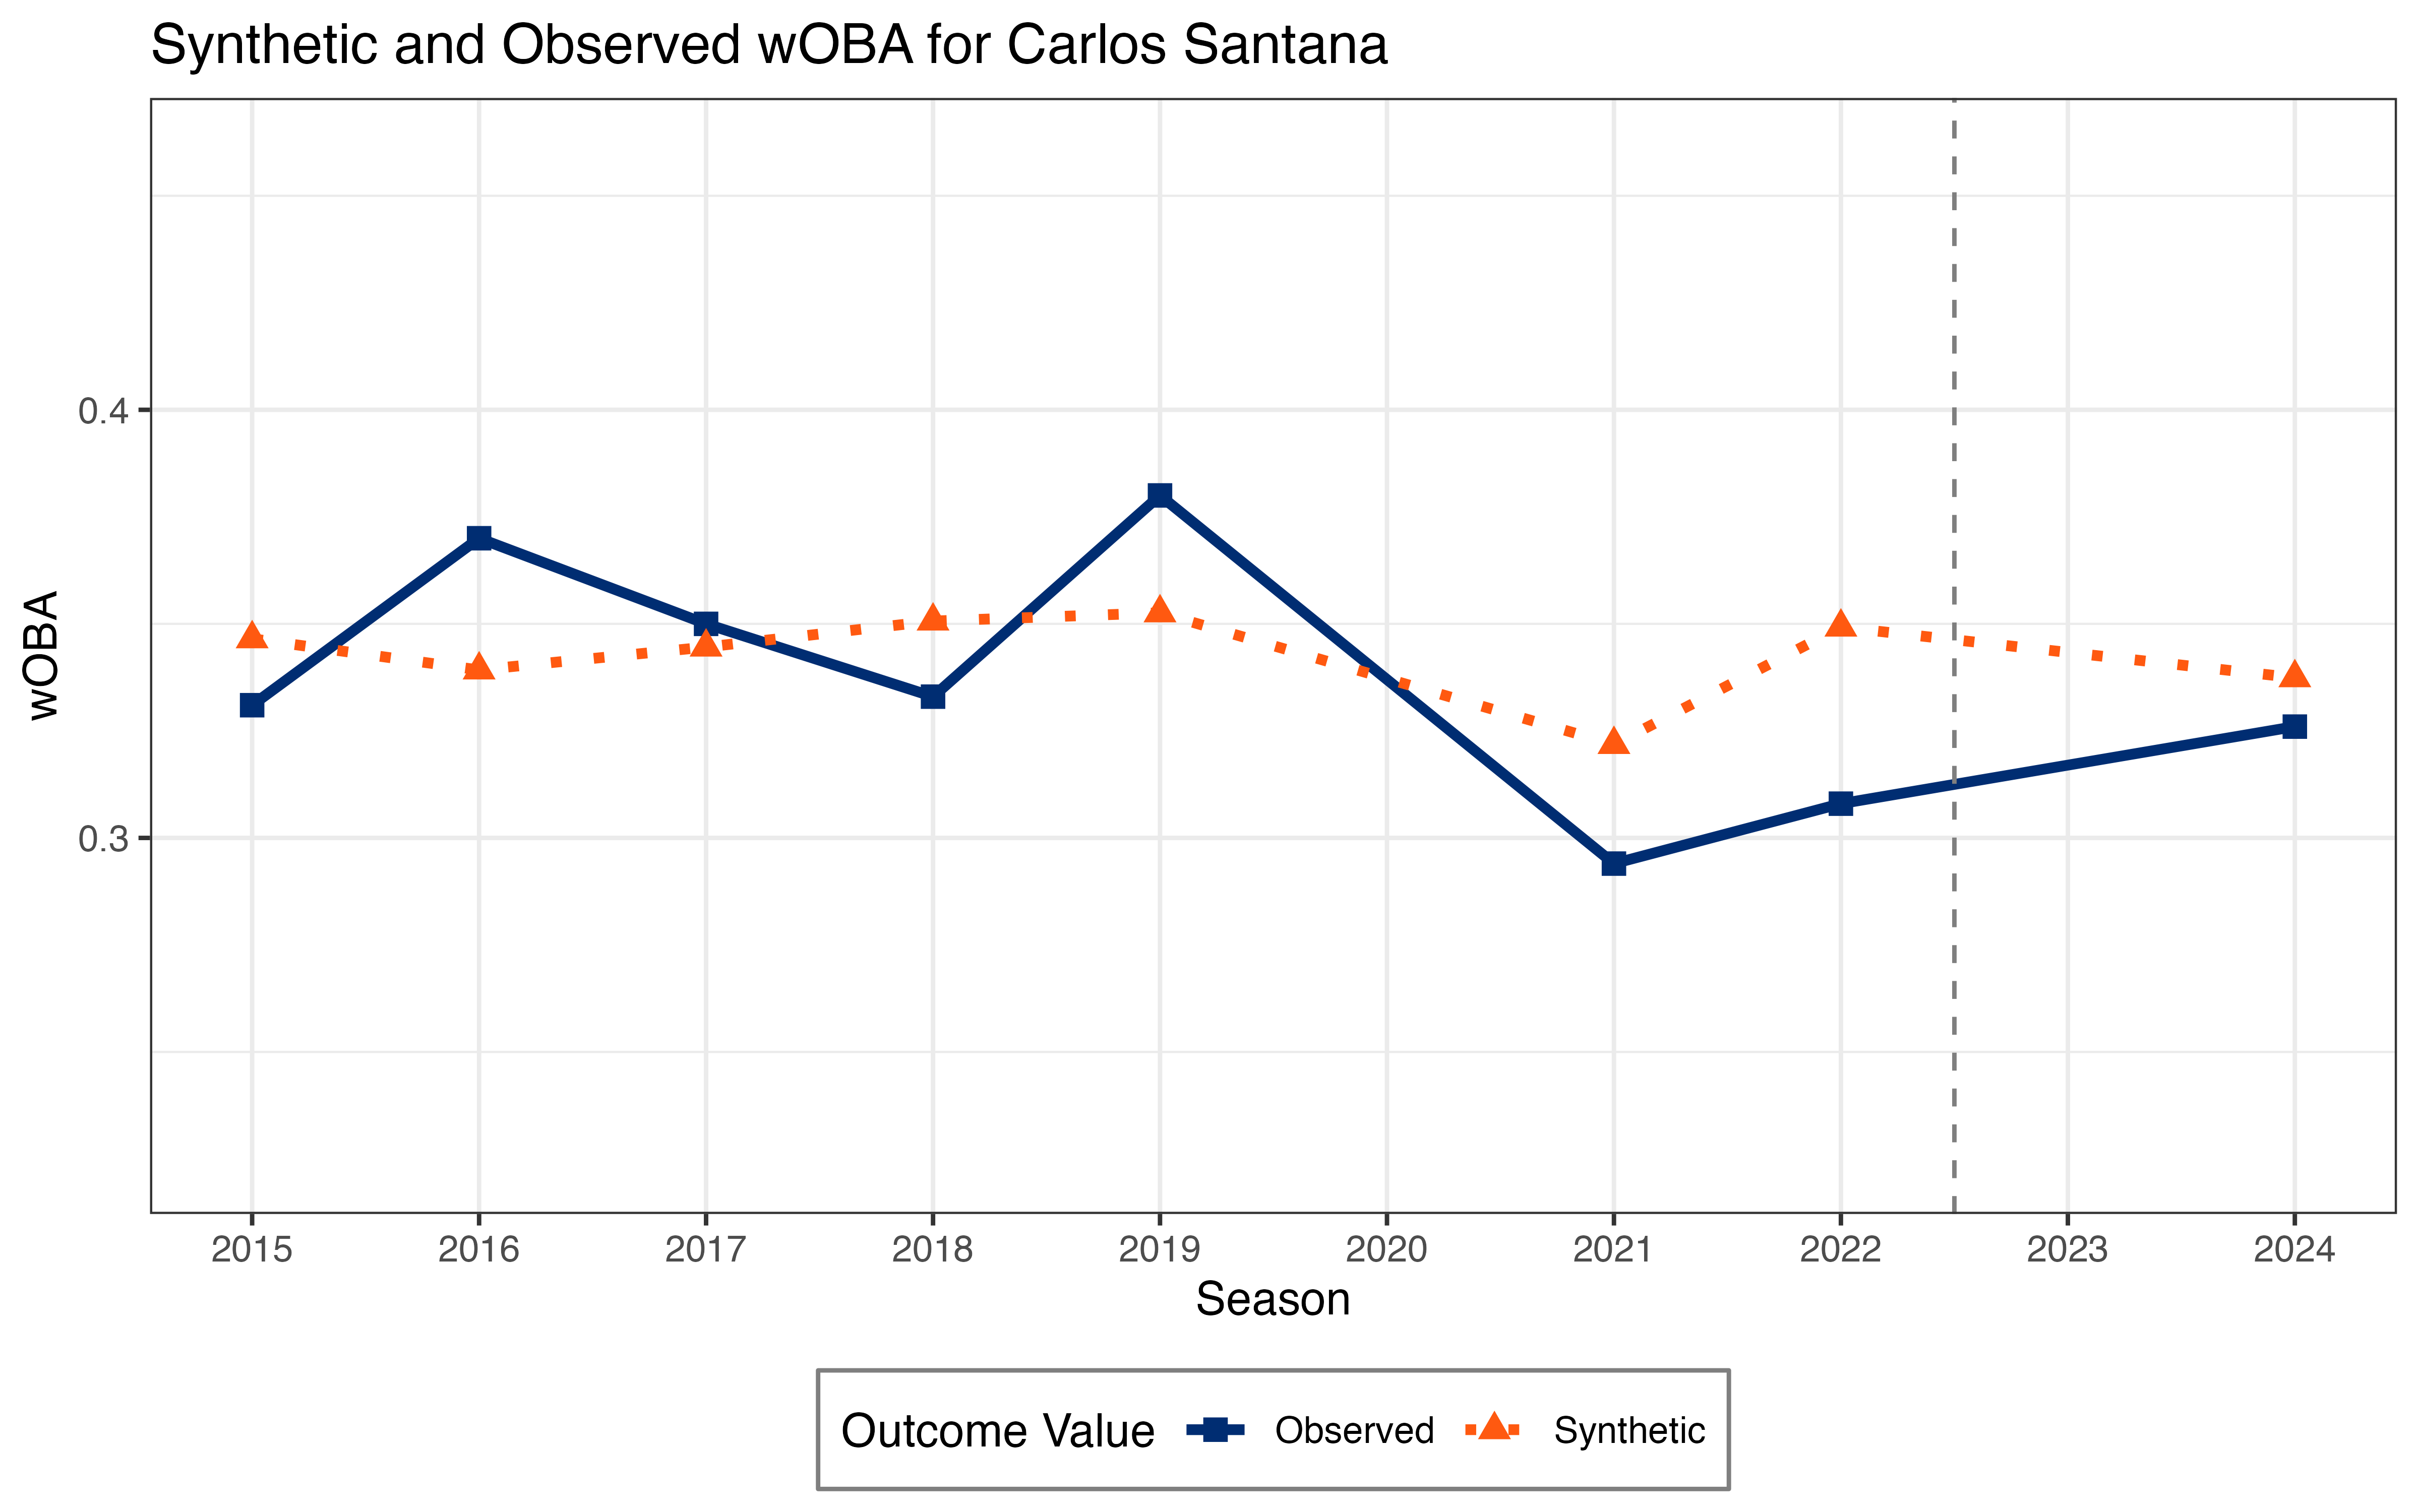 Synthetic and Observed wOBA for Carlos Santana
wOBA
0.4
0.3
2015 2016 2017 2018 2019 2020 2021 2022 2023 2024
Season
Outcome Value Observed Synthetic